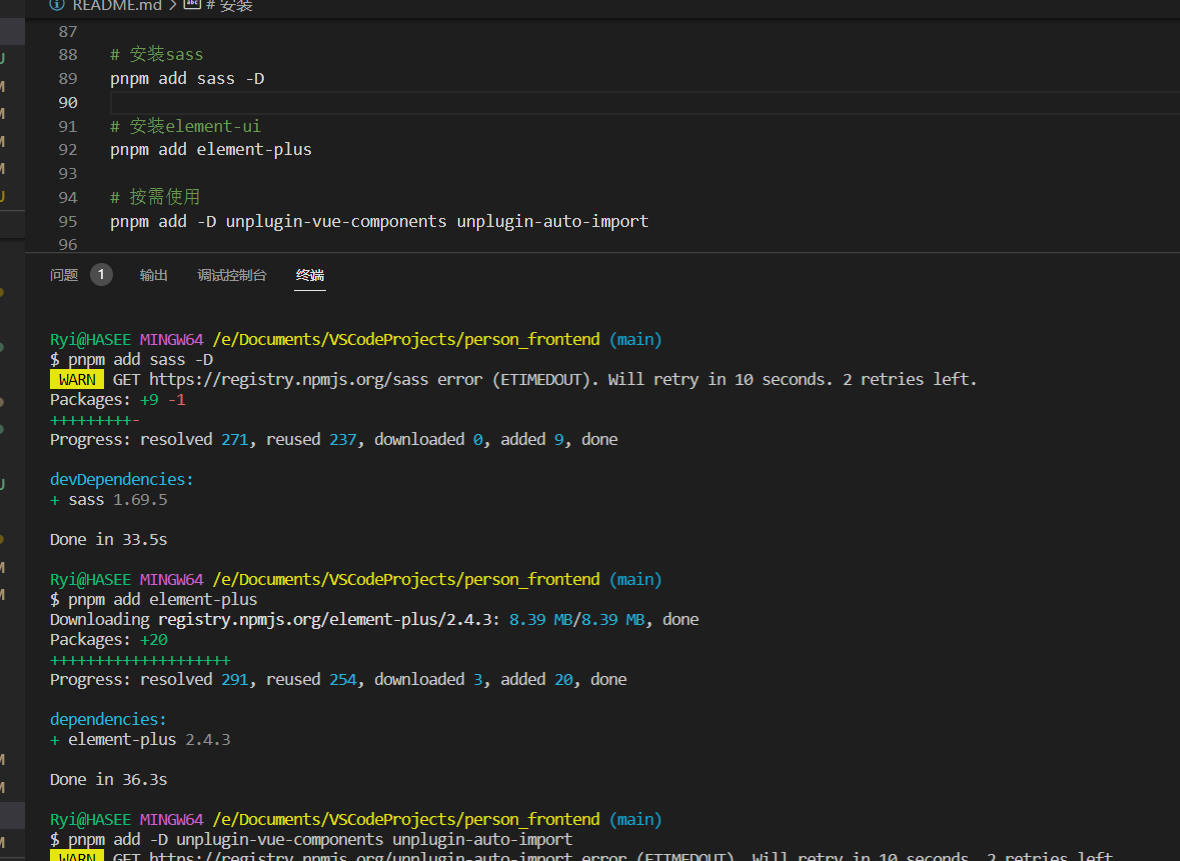 README.md > # 安装
87
88 # 安装sass
89 pnpm add sass -D
90
91 # 安装element-ui
92 pnpm add element-plus
93
94 # 按需使用
95 pnpm add -D unplugin-vue-components unplugin-auto-import
96
问题 1 输出 调试控制台 终端
Ryi@HASEE MINGW64 /e/Documents/VSCodeProjects/person_frontend (main)
$ pnpm add sass -D
WARN GET https://registry.npmjs.org/sass error (ETIMEDOUT). Will retry in 10 seconds. 2 retries left.
Packages: +9 -1
+++++++++-
Progress: resolved 271, reused 237, downloaded 0, added 9, done
devDependencies:
+ sass 1.69.5
Done in 33.5s
Ryi@HASEE MINGW64 /e/Documents/VSCodeProjects/person_frontend (main)
$ pnpm add element-plus
Downloading registry.npmjs.org/element-plus/2.4.3: 8.39 MB/8.39 MB, done
Packages: +20
++++++++++++++++++++
Progress: resolved 291, reused 254, downloaded 3, added 20, done
dependencies:
+ element-plus 2.4.3
Done in 36.3s
Ryi@HASEE MINGW64 /e/Documents/VSCodeProjects/person_frontend (main)
$ pnpm add -D unplugin-vue-components unplugin-auto-import
WARN GET https://registry.npmjs.org/unplugin-auto-import error (ETIMEDOUT). Will retry in 10 seconds. 2 retries left.